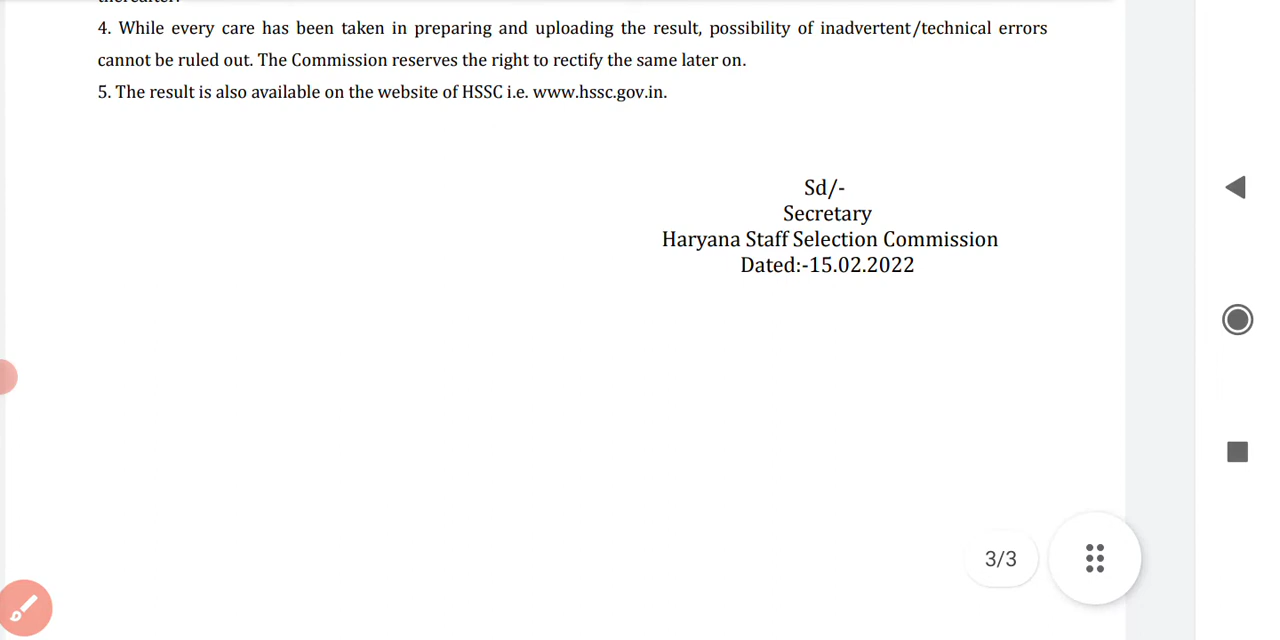 4. While every care has been taken in preparing and uploading the result, possibility of inadvertent/technical errors
cannot be ruled out. The Commission reserves the right to rectify the same later on.
5. The result is also available on the website of HSSC i.e. www.hssc.gov.in.
Sd/-
Secretary
Haryana Staff Selection Commission
Dated:-15.02.2022
3/3